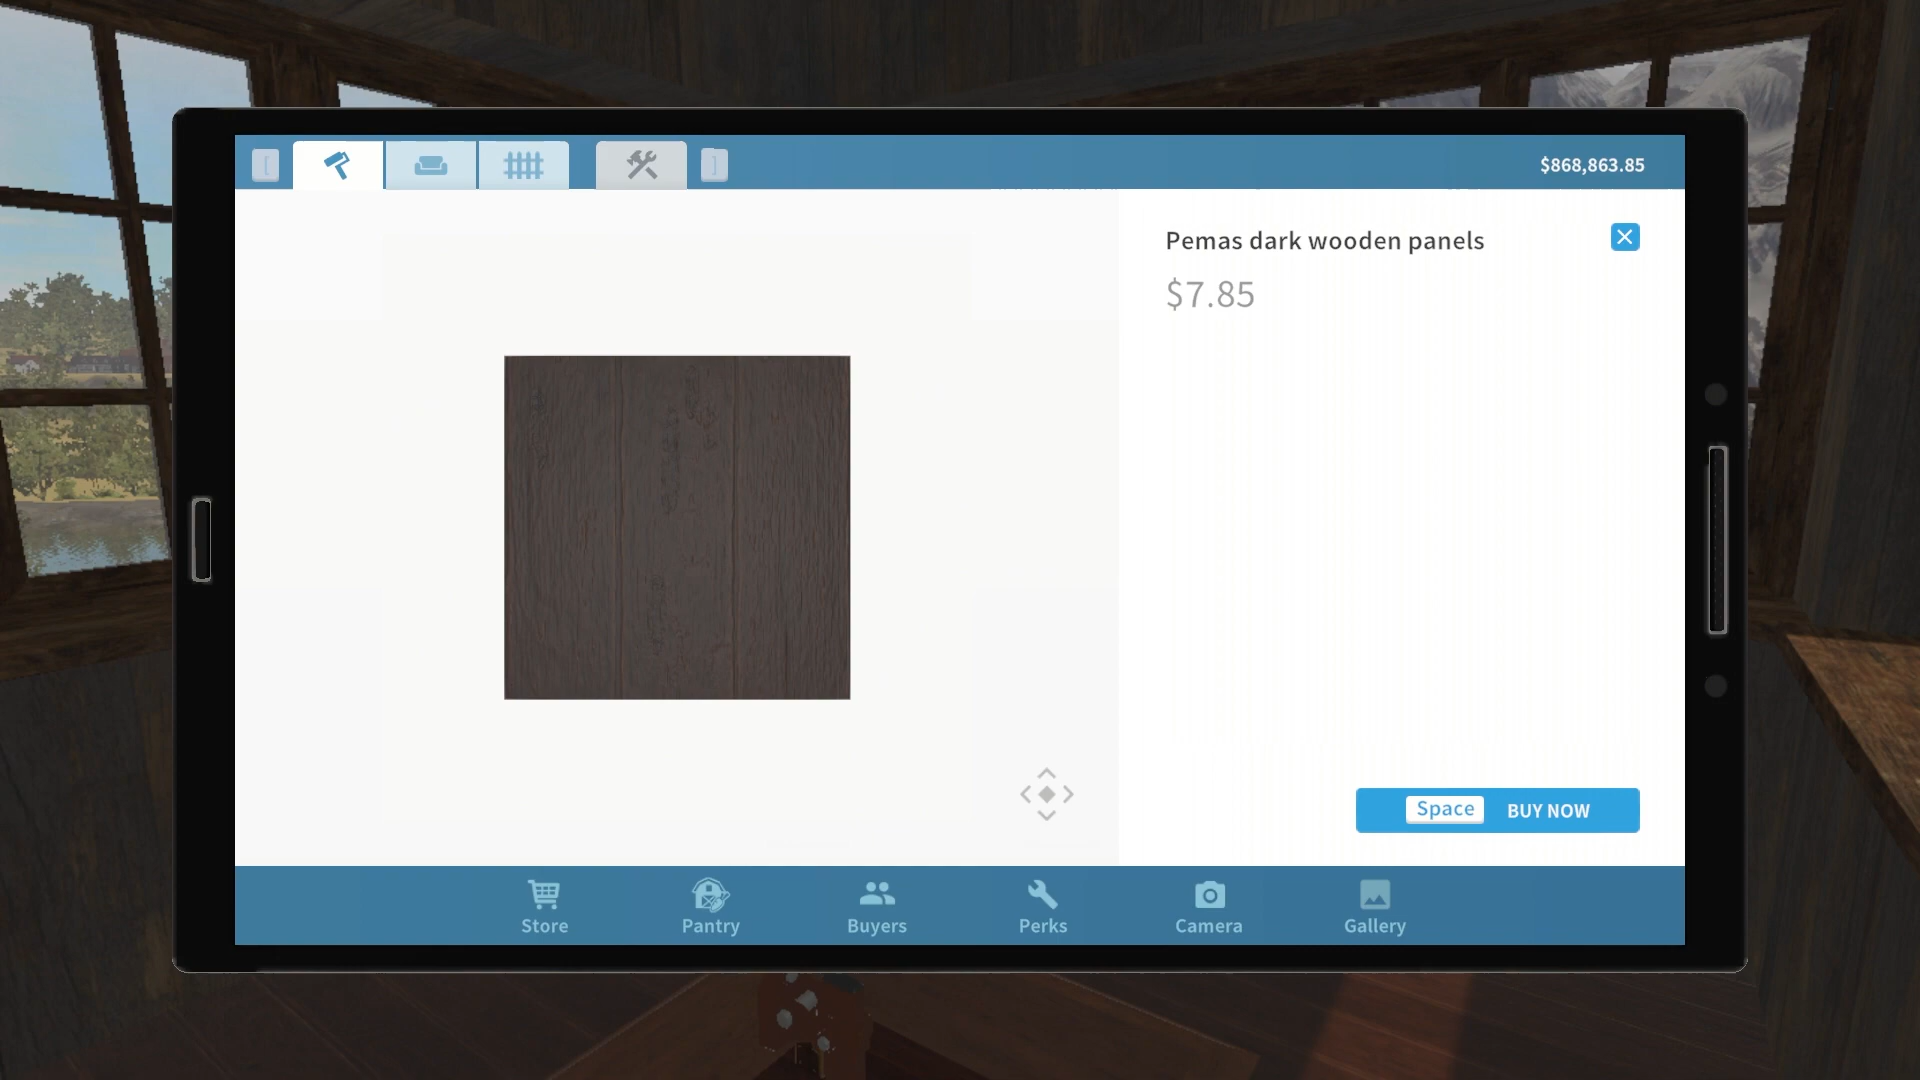 [
]
$868,863.85
Pemas dark wooden panels
$7.85
Space BUY NOW
Store Pantry Buyers Perks Camera Gallery